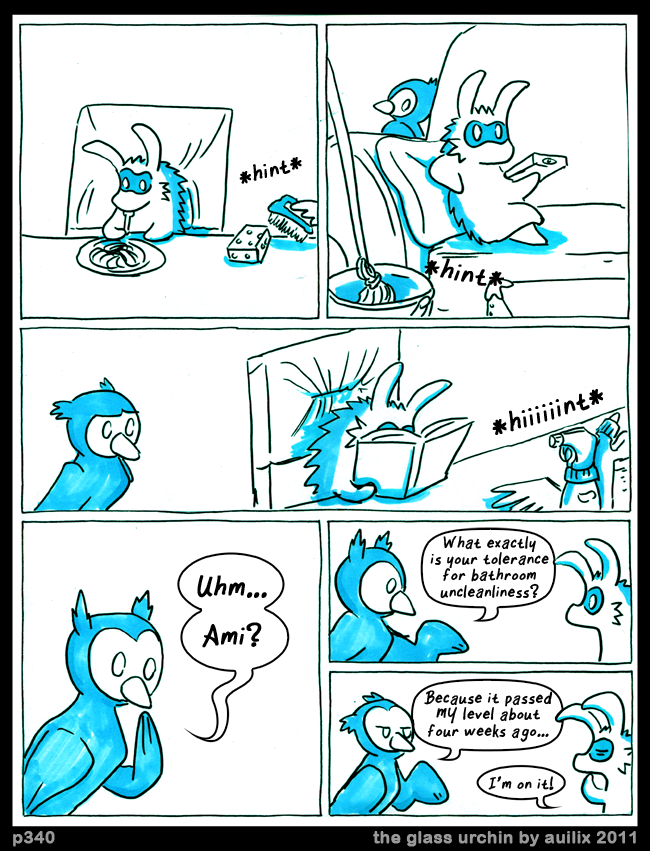 *hint*
*hint*
*hiiiiiint*
Uhm...
Ami?
What exactly
is your tolerance
for bathroom
uncleanliness?
Because it passed
MY level about
four weeks ago...
I'm on it!
p340
the glass urchin by auilix 2011